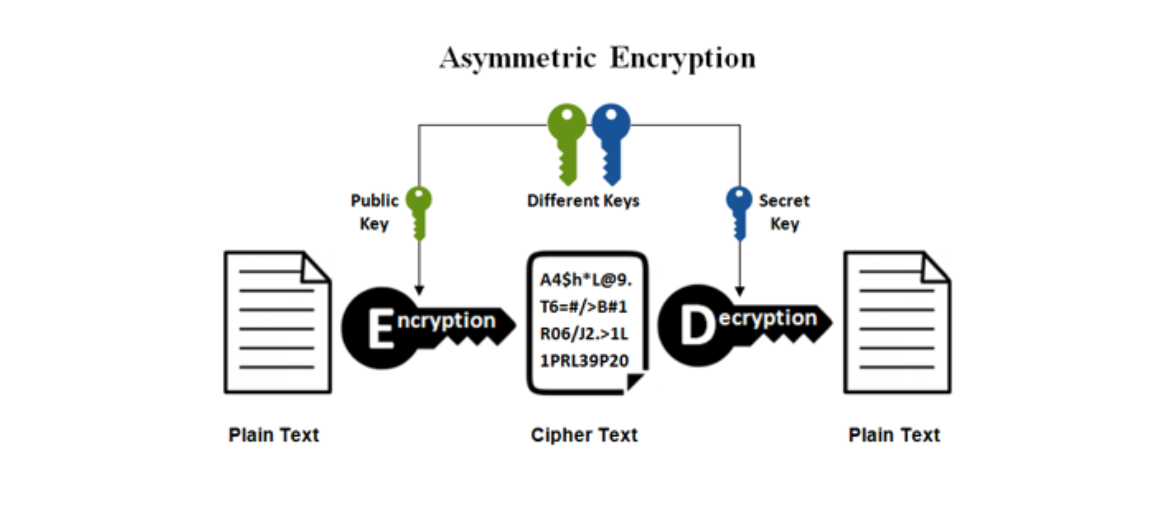 Asymmetric Encryption
Public
Key
Different Keys
Secret
Key
A4$h*L@9.
T6=#/>B#1
R06/J2.>1L
1PRL39P20
Encryption
Decryption
Plain Text
Cipher Text
Plain Text